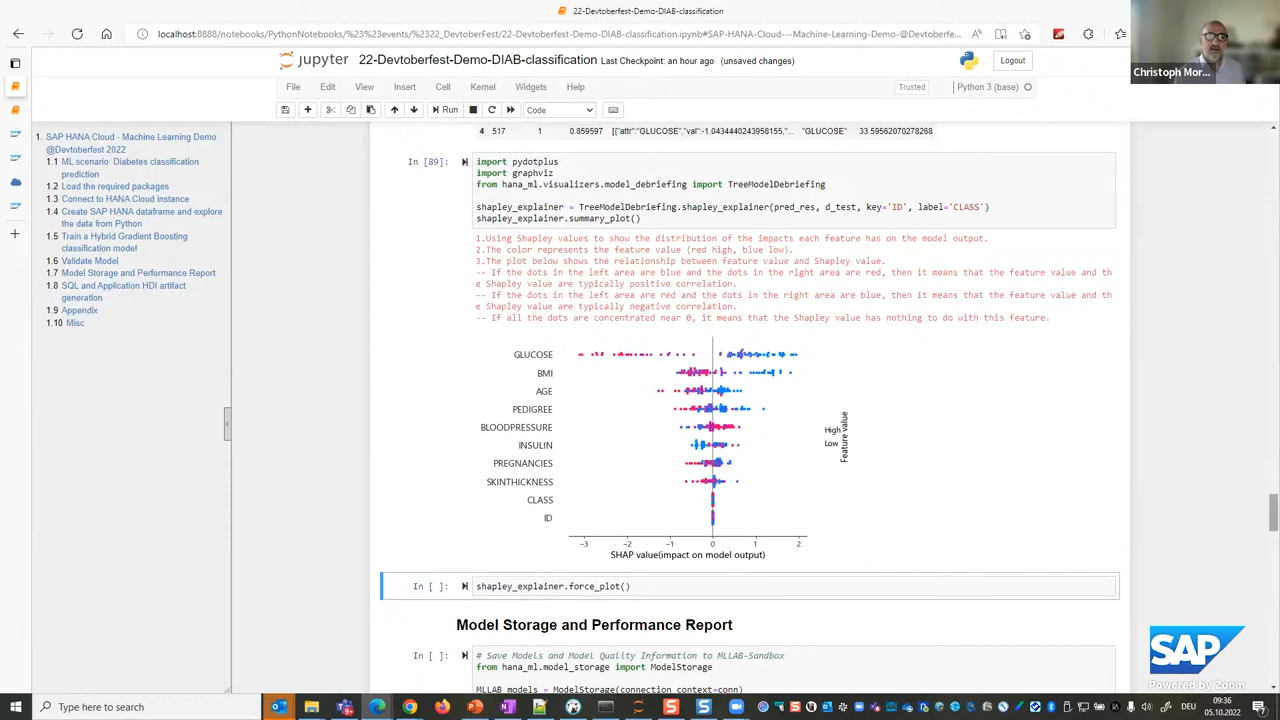 22-Devtoberfest-Demo-DIAB-classification
localhost:8888/notebooks/PythonNotebooks/%23%23events/%2322_DevtoberFest/22-Devtoberfest-Demo-DIAB-classification.ipynb#SAP-HANA-Cloud---Machine-Learning-Demo-@Devtoberfe...
Christoph Mor...
jupyter 22-Devtoberfest-Demo-DIAB-classification Last Checkpoint: an hour ago (unsaved changes)
Logout
File Edit View Insert Cell Kernel Widgets Help
Trusted
Python 3 (base)
Run
Code
1. SAP HANA Cloud - Machine Learning Demo
@Devtoberfest 2022
1.1 ML scenario: Diabetes classification
prediction
1.2 Load the required packages
1.3 Connect to HANA Cloud instance
1.4 Create SAP HANA dataframe and explore
the data from Python
1.5 Train a Hybrid Gradient Boosting
classification model
1.6 Validate Model
1.7 Model Storage and Performance Report
1.8 SQL and Application HDI artifact
generation
1.9 Appendix
1.10 Misc
4 517 1 0.859597 [{"attr":"GLUCOSE","val":-1.0434440243958155,... "GLUCOSE" 33.59562070278268
In [89]:
import pydotplus
import graphviz
from hana_ml.visualizers.model_debriefing import TreeModelDebriefing
shapley_explainer = TreeModelDebriefing.shapley_explainer(pred_res, d_test, key='ID', label='CLASS')
shapley_explainer.summary_plot()
1.Using Shapley values to show the distribution of the impacts each feature has on the model output.
2.The color represents the feature value (red high, blue low).
3.The plot below shows the relationship between feature value and Shapley value.
-- If the dots in the left area are blue and the dots in the right area are red, then it means that the feature value and th
e Shapley value are typically positive correlation.
-- If the dots in the left area are red and the dots in the right area are blue, then it means that the feature value and th
e Shapley value are typically negative correlation.
-- If all the dots are concentrated near 0, it means that the Shapley value has nothing to do with this feature.
GLUCOSE
BMI
AGE
PEDIGREE
BLOODPRESSURE
INSULIN
PREGNANCIES
SKINTHICKNESS
CLASS
ID
High
Low
Feature value
−3 −2 −1 0 1 2
SHAP value(impact on model output)
In [ ]:
shapley_explainer.force_plot()
Model Storage and Performance Report
In [ ]:
# Save Models and Model Quality Information to MLLAB-Sandbox
from hana_ml.model_storage import ModelStorage
MLLAB_models = ModelStorage(connection_context=conn)
SAP
Powered by Zoom
Type here to search
DEU
09:36
05.10.2022